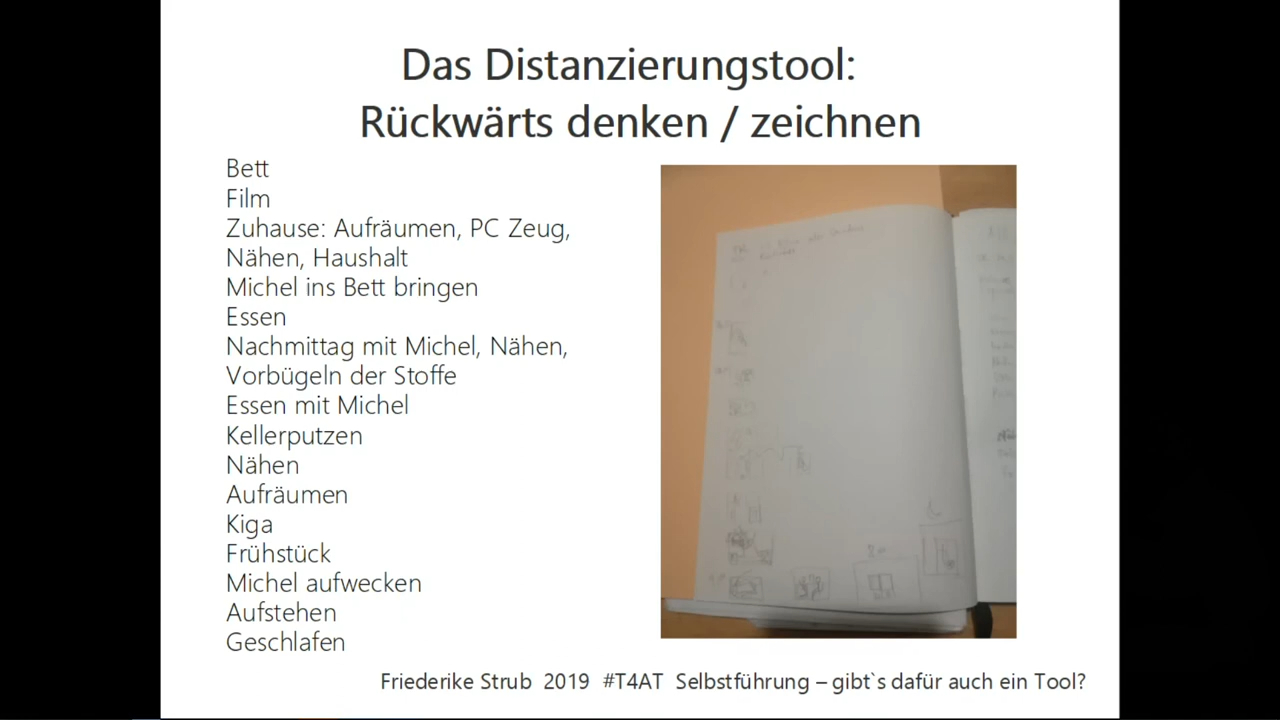 Das Distanzierungstool:
Rückwärts denken / zeichnen
Bett
Film
Zuhause: Aufräumen, PC Zeug,
Nähen, Haushalt
Michel ins Bett bringen
Essen
Nachmittag mit Michel, Nähen,
Vorbügeln der Stoffe
Essen mit Michel
Kellerputzen
Nähen
Aufräumen
Kiga
Frühstück
Michel aufwecken
Aufstehen
Geschlafen
Friederike Strub 2019 #T4AT Selbstführung – gibt`s dafür auch ein Tool?